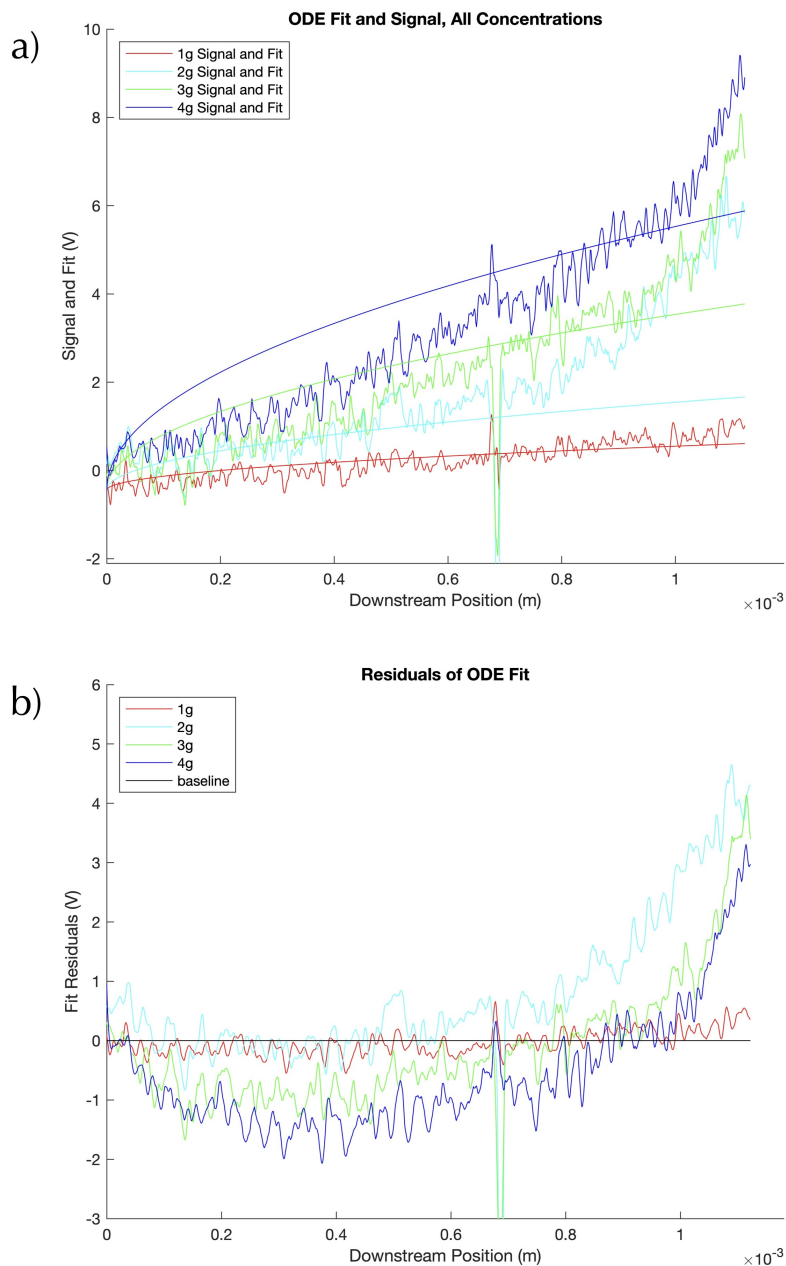 a)
ODE Fit and Signal, All Concentrations
10
8
6
4
2
0
-2
Signal and Fit (V)
1g Signal and Fit
2g Signal and Fit
3g Signal and Fit
4g Signal and Fit
0 0.2 0.4 0.6 0.8 1
Downstream Position (m)
×10⁻³
b)
Residuals of ODE Fit
6
5
4
3
2
1
0
-1
-2
-3
Fit Residuals (V)
1g
2g
3g
4g
baseline
0 0.2 0.4 0.6 0.8 1
Downstream Position (m)
×10⁻³